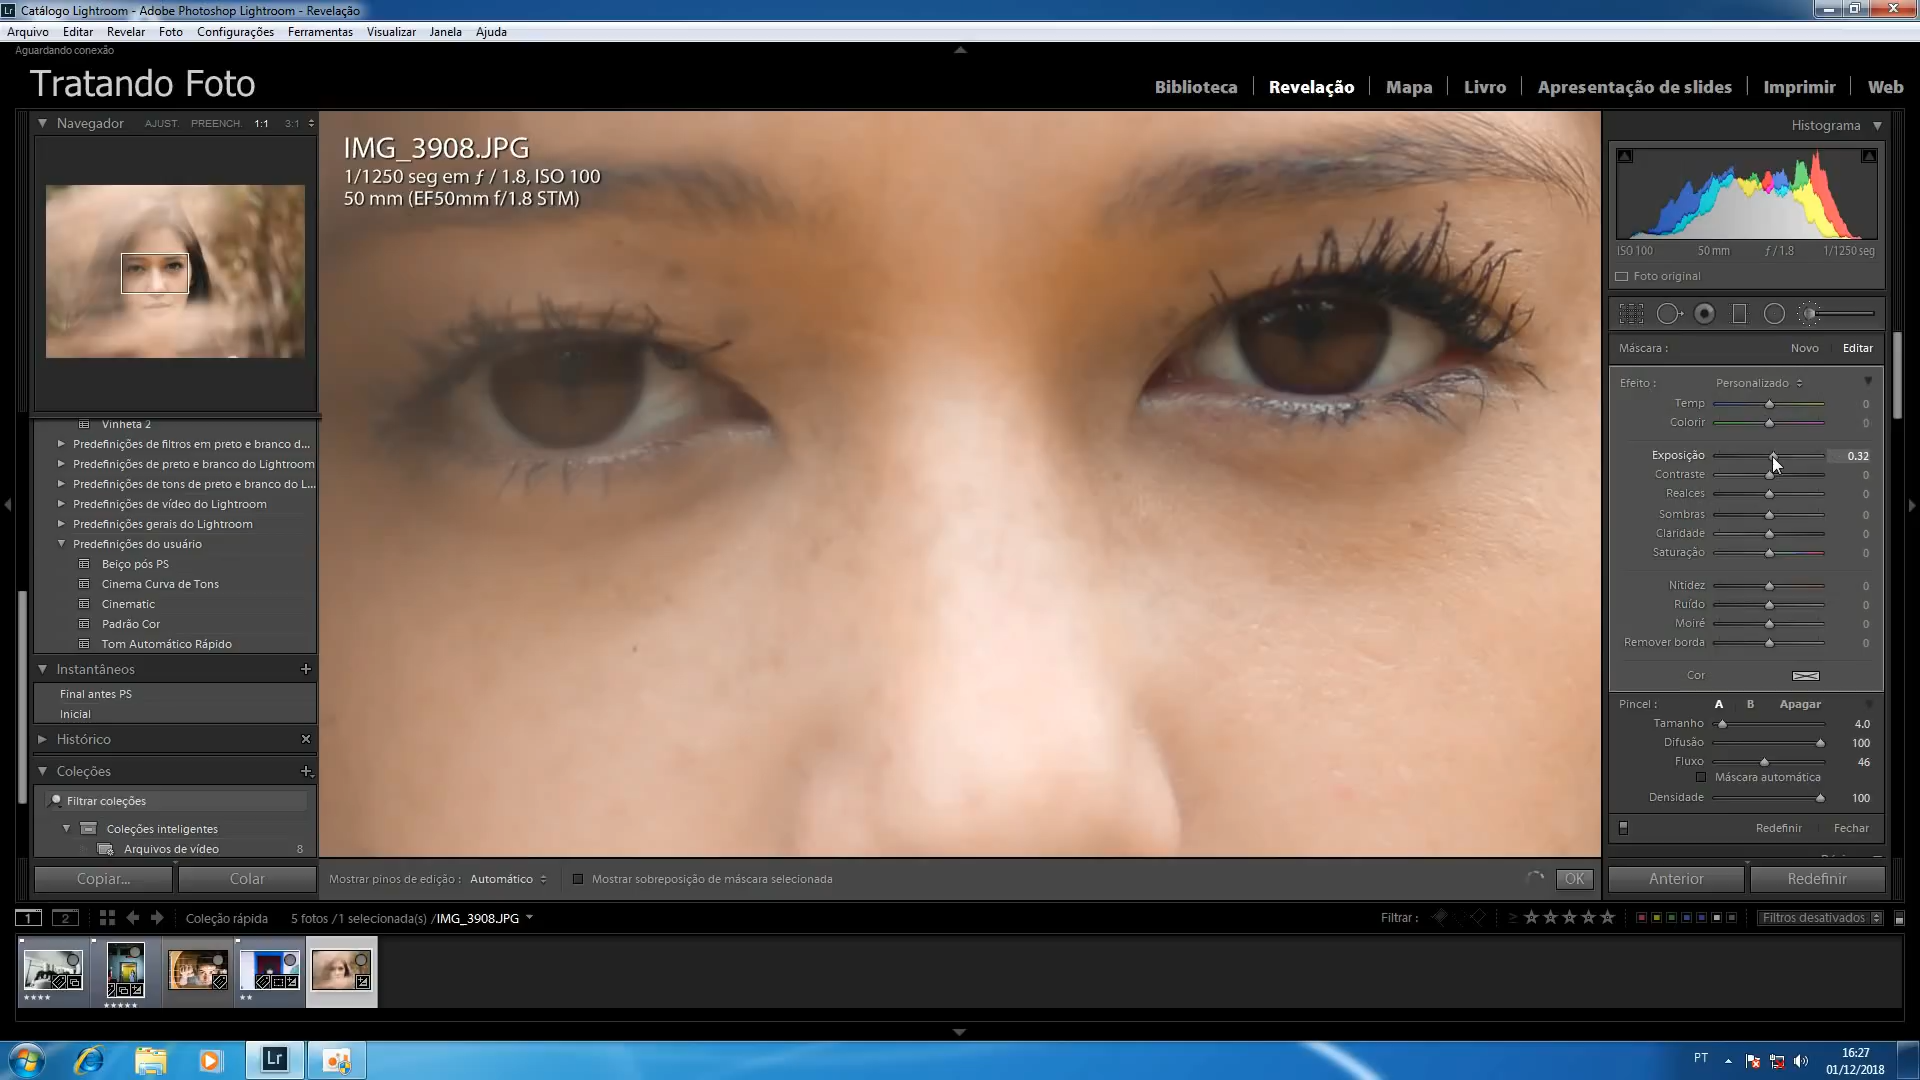 Catálogo Lightroom - Adobe Photoshop Lightroom - Revelação
Arquivo Editar Revelar Foto Configurações Ferramentas Visualizar Janela Ajuda
Aguardando conexão
Tratando Foto
Biblioteca Revelação Mapa Livro Apresentação de slides Imprimir Web
Navegador AJUST. PREENCH. 1:1 3:1
IMG_3908.JPG
1/1250 seg em ƒ / 1.8, ISO 100
50 mm (EF50mm f/1.8 STM)
Vinheta 2
Predefinições de filtros em preto e branco d...
Predefinições de preto e branco do Lightroom
Predefinições de tons de preto e branco do L...
Predefinições de vídeo do Lightroom
Predefinições gerais do Lightroom
Predefinições do usuário
Beiço pós PS
Cinema Curva de Tons
Cinematic
Padrão Cor
Tom Automático Rápido
Instantâneos
Final antes PS
Inicial
Histórico
Coleções
Filtrar coleções
Coleções inteligentes
Arquivos de vídeo 8
Copiar... Colar
Mostrar pinos de edição : Automático Mostrar sobreposição de máscara selecionada OK
Histograma
ISO 100 50 mm ƒ / 1.8 1/1250 seg
Foto original
Máscara : Novo Editar
Efeito : Personalizado
Temp 0
Colorir 0
Exposição 0.32
Contraste 0
Realces 0
Sombras 0
Claridade 0
Saturação 0
Nitidez 0
Ruído 0
Moiré 0
Remover borda 0
Cor
Pincel : A B Apagar
Tamanho 4.0
Difusão 100
Fluxo 46
Máscara automática
Densidade 100
Redefinir Fechar
Anterior Redefinir
1 2 Coleção rápida 5 fotos /1 selecionada(s) /IMG_3908.JPG Filtrar : Filtros desativados
Lr
PT 16:27
01/12/2018